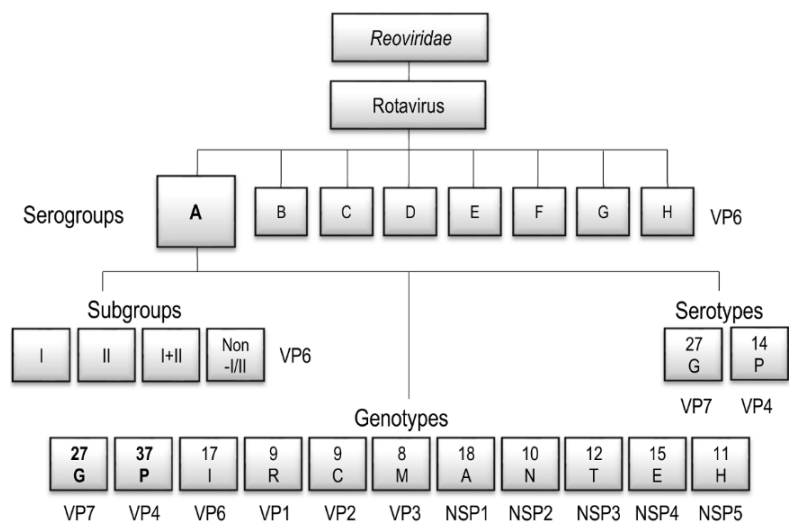 Reoviridae
Rotavirus
Serogroups A B C D E F G H VP6
Subgroups
I II I+II Non
-I/II VP6
Serotypes
27 14
G P
VP7 VP4
Genotypes
27 37 17 9 9 8 18 10 12 15 11
G P I R C M A N T E H
VP7 VP4 VP6 VP1 VP2 VP3 NSP1 NSP2 NSP3 NSP4 NSP5